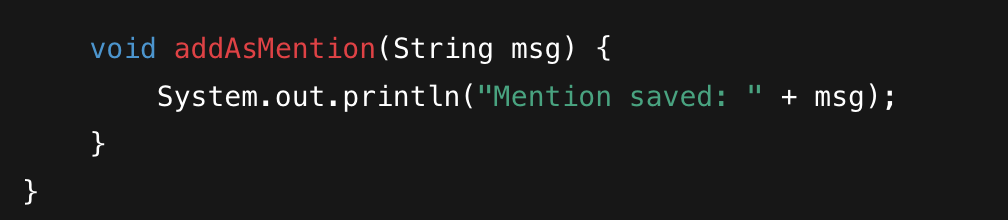 void addAsMention(String msg) {
System.out.println("Mention saved: " + msg);
}
}